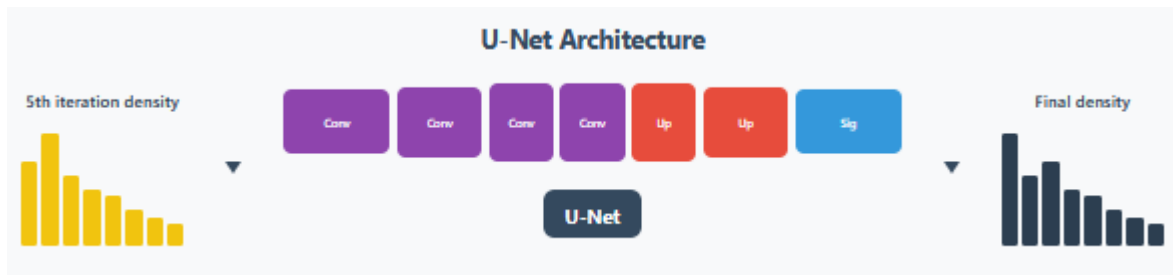 U-Net Architecture
5th iteration density
Conv
Conv
Conv
Conv
Up
Up
Sig
Final density
U-Net